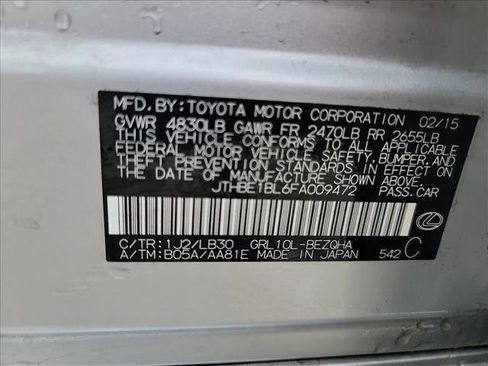 MFD. BY: TOYOTA MOTOR CORPORATION 02/15
GVWR 4830LB GAWR FR 2470LB RR 2655LB
THIS VEHICLE CONFORMS TO ALL APPLICABLE
FEDERAL MOTOR VEHICLE SAFETY, BUMPER, AND
THEFT PREVENTION STANDARDS IN EFFECT ON
THE DATE OF MANUFACTURE SHOWN ABOVE.
JTHBE1BL6FA009472 PASS. CAR
C/TR: 1J2/LB30 GRL10L-BEZQHA C
A/TM: B05A/AA81E MADE IN JAPAN 542